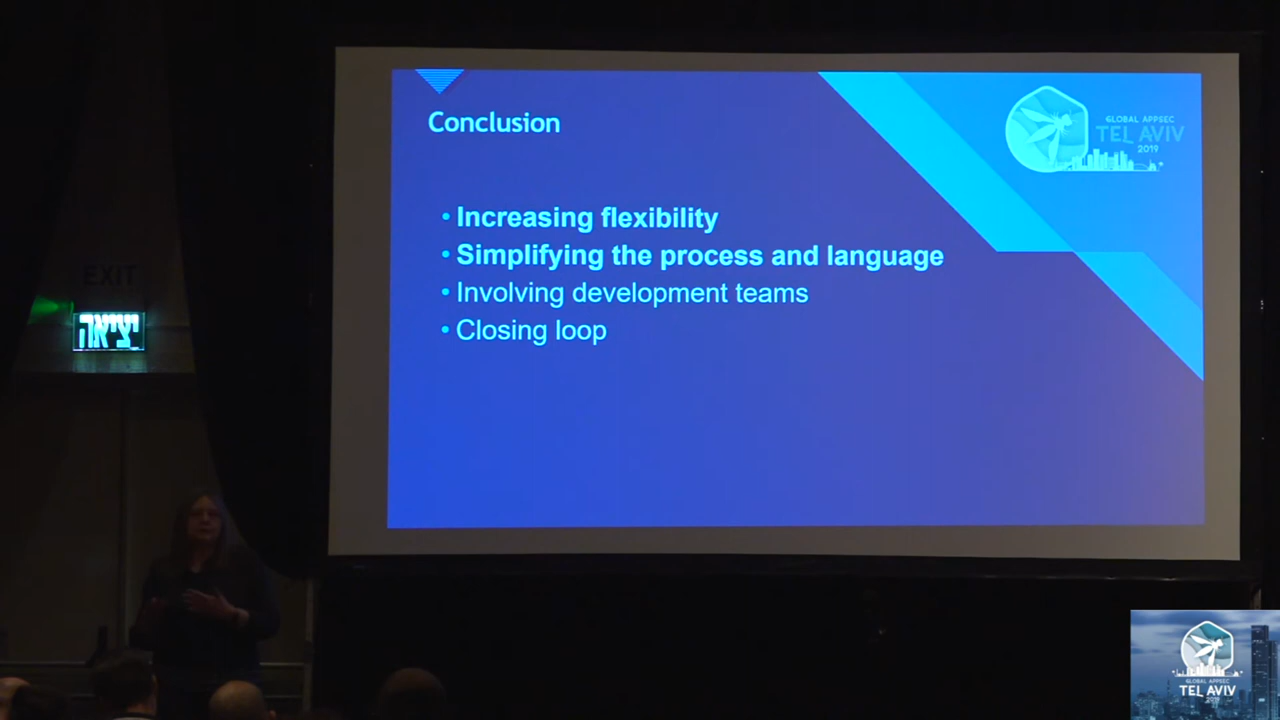 EXIT
יציאה
Conclusion
GLOBAL APPSEC
TEL AVIV
2019
• Increasing flexibility
• Simplifying the process and language
• Involving development teams
• Closing loop
GLOBAL APPSEC
TEL AVIV
2019